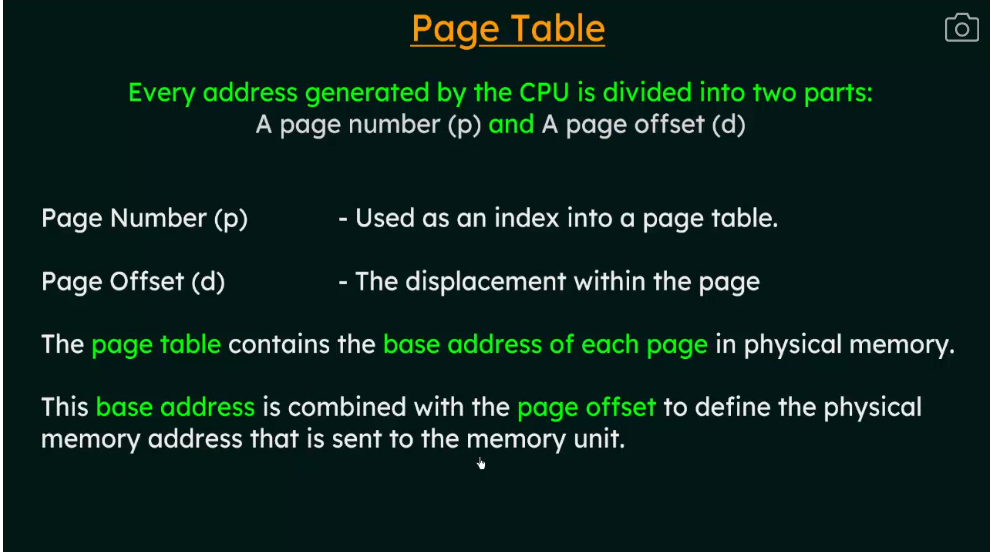 Page Table
Every address generated by the CPU is divided into two parts:
A page number (p) and A page offset (d)
Page Number (p) - Used as an index into a page table.
Page Offset (d) - The displacement within the page
The page table contains the base address of each page in physical memory.
This base address is combined with the page offset to define the physical
memory address that is sent to the memory unit.